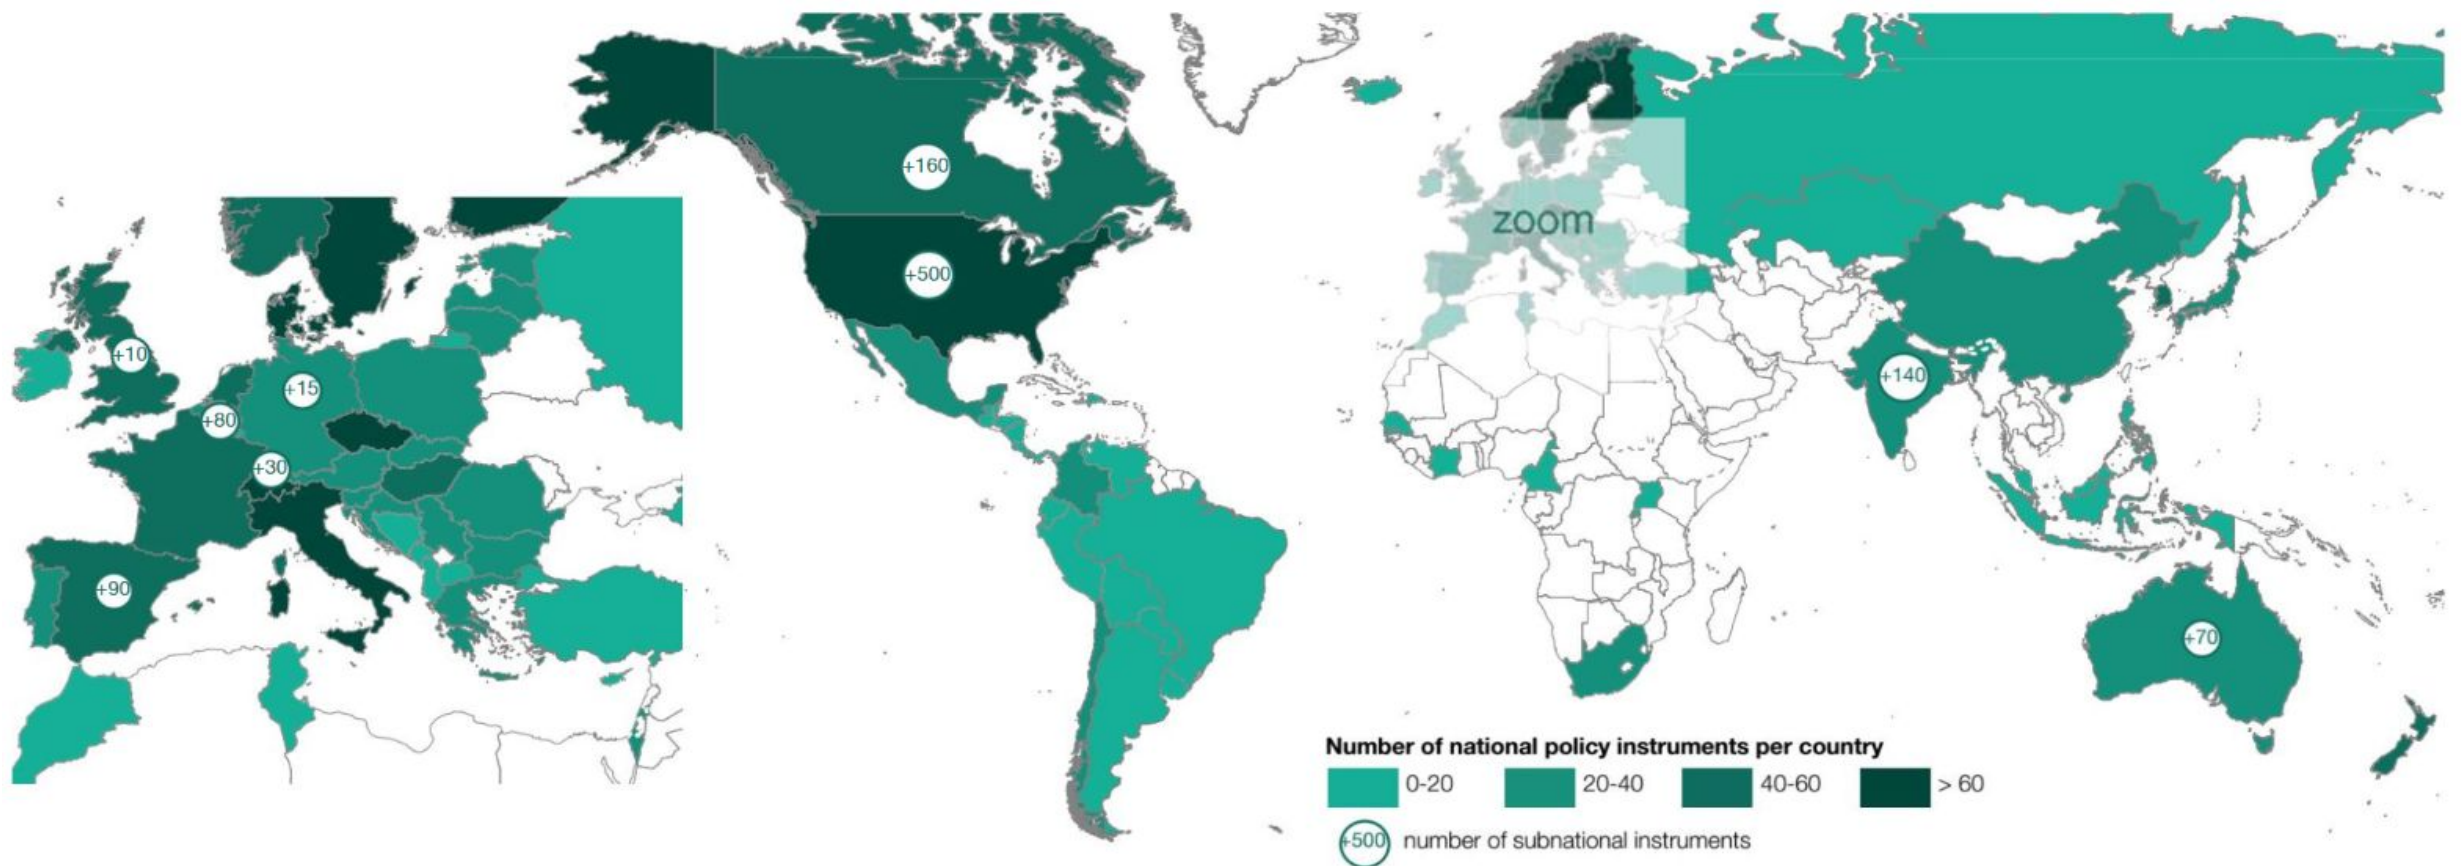 +160
zoom
+500
+10
+15
+140
+80
+30
+90
+70
Number of national policy instruments per country
0-20 20-40 40-60 > 60
+500 number of subnational instruments